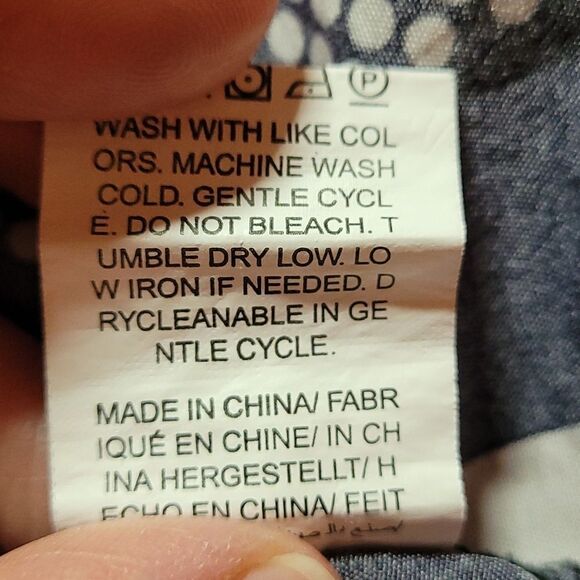 P
WASH WITH LIKE COL
ORS. MACHINE WASH
COLD. GENTLE CYCL
E. DO NOT BLEACH. T
UMBLE DRY LOW. LO
W IRON IF NEEDED. D
RYCLEANABLE IN GE
NTLE CYCLE.
MADE IN CHINA/ FABR
IQUÉ EN CHINE/ IN CH
INA HERGESTELLT/ H
ECHO EN CHINA/ FEIT